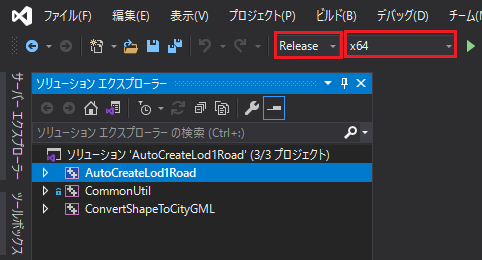 ファイル(F) 編集(E) 表示(V) プロジェクト(P) ビルド(B) デバッグ(D) チーム(M
Release x64
サーバー エクスプローラー
ツールボックス
ソリューション エクスプローラー
ソリューション エクスプローラー の検索 (Ctrl+:)
ソリューション 'AutoCreateLod1Road' (3/3 プロジェクト)
AutoCreateLod1Road
CommonUtil
ConvertShapeToCityGML